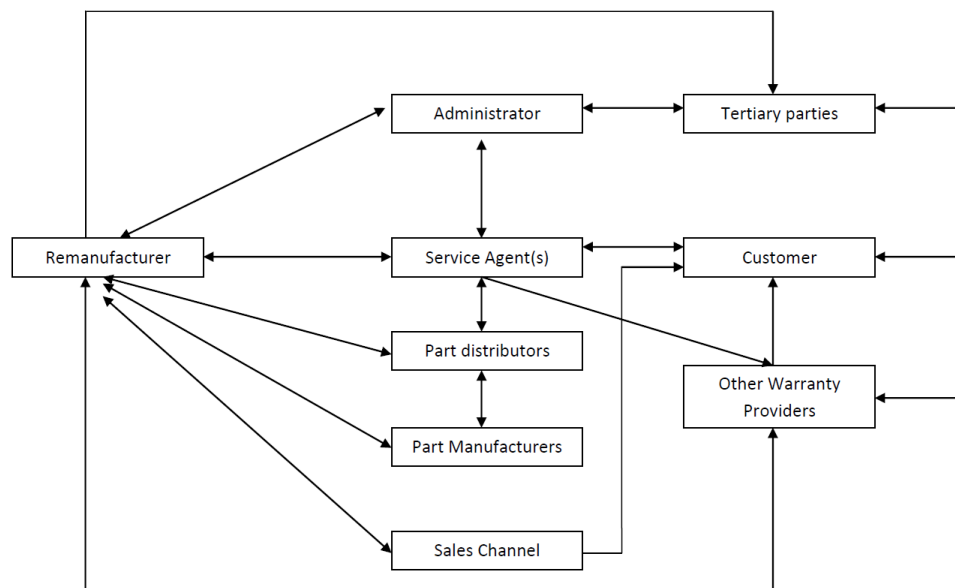 Administrator
Tertiary parties
Remanufacturer
Service Agent(s)
Customer
Part distributors
Other Warranty
Providers
Part Manufacturers
Sales Channel